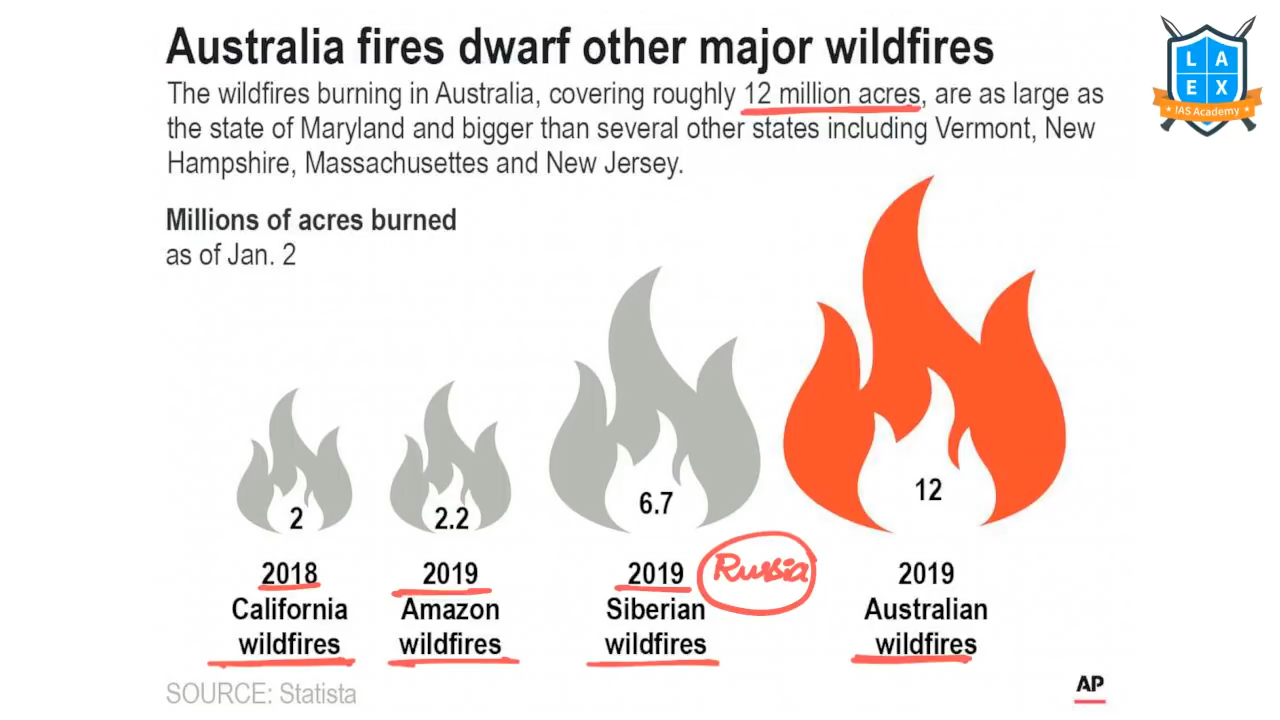 Australia fires dwarf other major wildfires
The wildfires burning in Australia, covering roughly 12 million acres, are as large as
the state of Maryland and bigger than several other states including Vermont, New
Hampshire, Massachusettes and New Jersey.
Millions of acres burned
as of Jan. 2
2
2.2
6.7
12
2018
California
wildfires
2019
Amazon
wildfires
2019
Siberian
wildfires
Russia
2019
Australian
wildfires
SOURCE: Statista
AP
L A
E X
IAS Academy